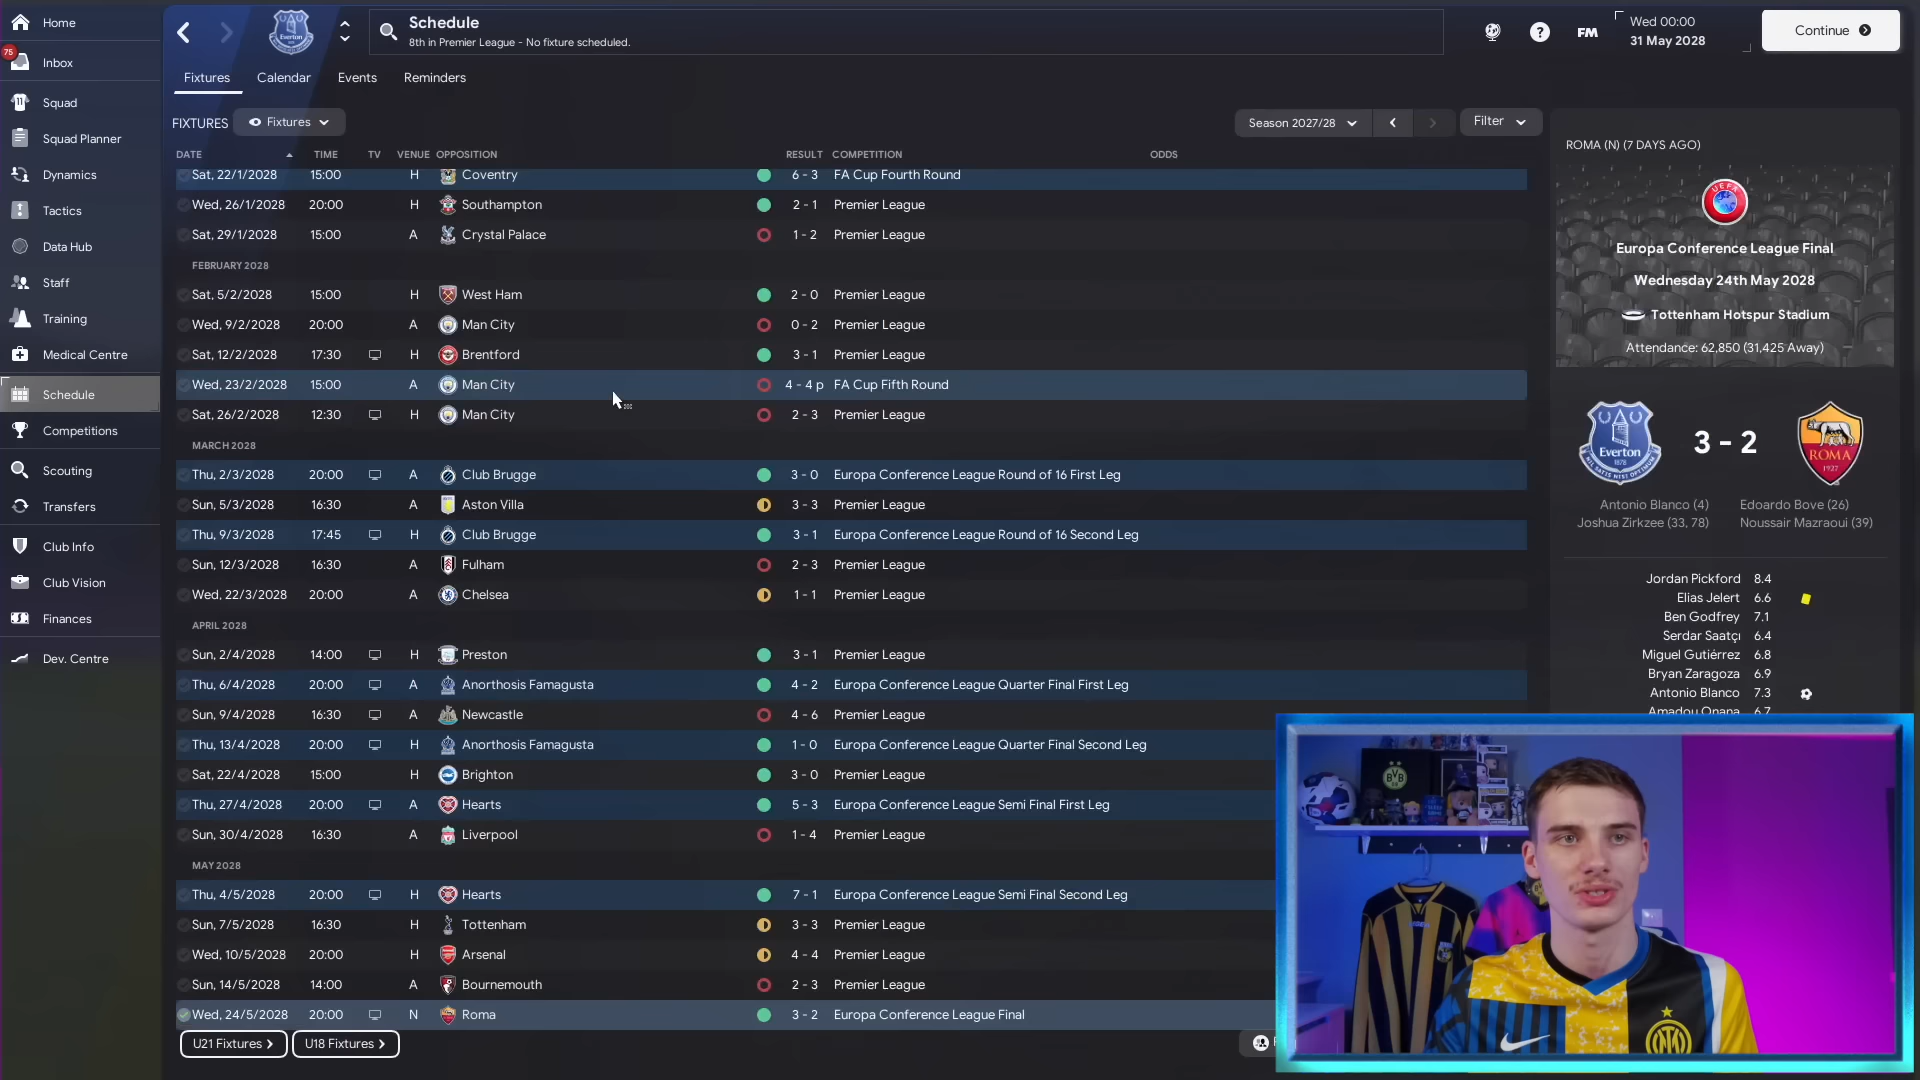 Home
75
Inbox
Squad
Squad Planner
Dynamics
Tactics
Data Hub
Staff
Training
Medical Centre
Schedule
Competitions
Scouting
Transfers
Club Info
Club Vision
Finances
Dev. Centre
Everton
Schedule
8th in Premier League - No fixture scheduled.
FM
Wed 00:00
31 May 2028
Continue
Fixtures Calendar Events Reminders
FIXTURES Fixtures Season 2027/28 Filter
DATE TIME TV VENUE OPPOSITION RESULT COMPETITION ODDS
Sat, 22/1/2028 15:00 H Coventry 6 - 3 FA Cup Fourth Round
Wed, 26/1/2028 20:00 H Southampton 2 - 1 Premier League
Sat, 29/1/2028 15:00 A Crystal Palace 1 - 2 Premier League
FEBRUARY 2028
Sat, 5/2/2028 15:00 H West Ham 2 - 0 Premier League
Wed, 9/2/2028 20:00 A Man City 0 - 2 Premier League
Sat, 12/2/2028 17:30 H Brentford 3 - 1 Premier League
Wed, 23/2/2028 15:00 A Man City 4 - 4 p FA Cup Fifth Round
Sat, 26/2/2028 12:30 H Man City 2 - 3 Premier League
MARCH 2028
Thu, 2/3/2028 20:00 A Club Brugge 3 - 0 Europa Conference League Round of 16 First Leg
Sun, 5/3/2028 16:30 A Aston Villa 3 - 3 Premier League
Thu, 9/3/2028 17:45 H Club Brugge 3 - 1 Europa Conference League Round of 16 Second Leg
Sun, 12/3/2028 16:30 A Fulham 2 - 3 Premier League
Wed, 22/3/2028 20:00 A Chelsea 1 - 1 Premier League
APRIL 2028
Sun, 2/4/2028 14:00 H Preston 3 - 1 Premier League
Thu, 6/4/2028 20:00 A Anorthosis Famagusta 4 - 2 Europa Conference League Quarter Final First Leg
Sun, 9/4/2028 16:30 A Newcastle 4 - 6 Premier League
Thu, 13/4/2028 20:00 H Anorthosis Famagusta 1 - 0 Europa Conference League Quarter Final Second Leg
Sat, 22/4/2028 15:00 H Brighton 3 - 0 Premier League
Thu, 27/4/2028 20:00 A Hearts 5 - 3 Europa Conference League Semi Final First Leg
Sun, 30/4/2028 16:30 A Liverpool 1 - 4 Premier League
MAY 2028
Thu, 4/5/2028 20:00 H Hearts 7 - 1 Europa Conference League Semi Final Second Leg
Sun, 7/5/2028 16:30 H Tottenham 3 - 3 Premier League
Wed, 10/5/2028 20:00 H Arsenal 4 - 4 Premier League
Sun, 14/5/2028 14:00 A Bournemouth 2 - 3 Premier League
Wed, 24/5/2028 20:00 N Roma 3 - 2 Europa Conference League Final
U21 Fixtures U18 Fixtures
ROMA (N) (7 DAYS AGO)
UEFA
Europa Conference League Final
Wednesday 24th May 2028
Tottenham Hotspur Stadium
Attendance: 62,850 (31,425 Away)
Everton
1878
3 - 2
ROMA
1927
Antonio Blanco (4) Edoardo Bove (26)
Joshua Zirkzee (33, 78) Noussair Mazraoui (39)
Jordan Pickford 8.4
Elias Jelert 6.6
Ben Godfrey 7.1
Serdar Saatçı 6.4
Miguel Gutiérrez 6.8
Bryan Zaragoza 6.9
Antonio Blanco 7.3
Amadou Onana 6.7
BVB